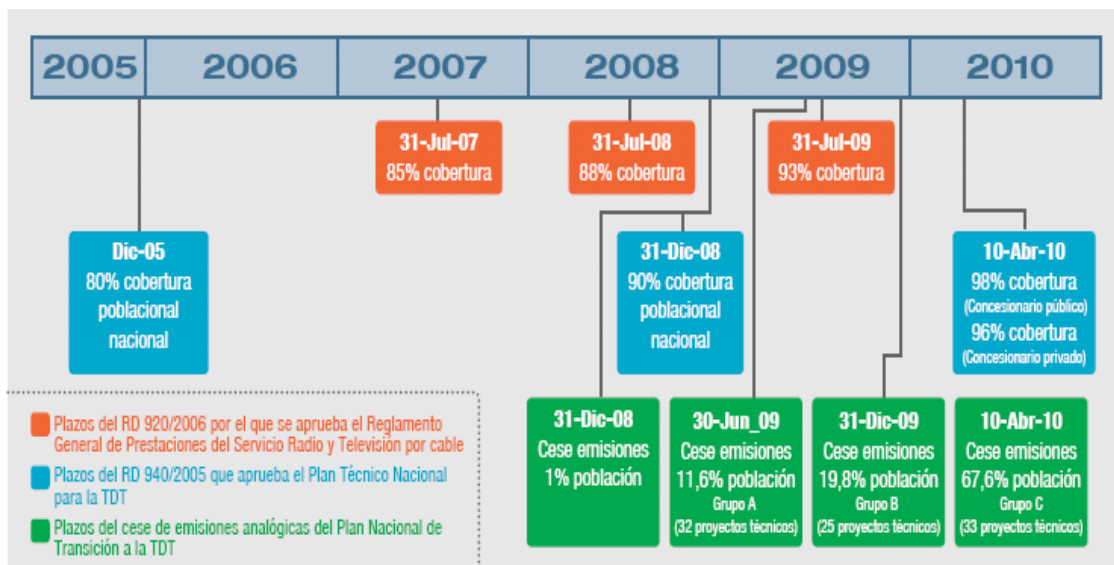 2005 2006 2007 2008 2009 2010
31-Jul-07
85% cobertura
31-Jul-08
88% cobertura
31-Jul-09
93% cobertura
Dic-05
80% cobertura
poblacional
nacional
31-Dic-08
90% cobertura
poblacional
nacional
10-Abr-10
98% cobertura
(Concesionario público)
96% cobertura
(Concesionario privado)
Plazos del RD 920/2006 por el que se aprueba el Reglamento
General de Prestaciones del Servicio Radio y Televisión por cable
Plazos del RD 940/2005 que aprueba el Plan Técnico Nacional
para la TDT
Plazos del cese de emisiones analógicas del Plan Nacional de
Transición a la TDT
31-Dic-08
Cese emisiones
1% población
30-Jun_09
Cese emisiones
11,6% población
Grupo A
(32 proyectos técnicos)
31-Dic-09
Cese emisiones
19,8% población
Grupo B
(25 proyectos técnicos)
10-Abr-10
Cese emisiones
67,6% población
Grupo C
(33 proyectos técnicos)